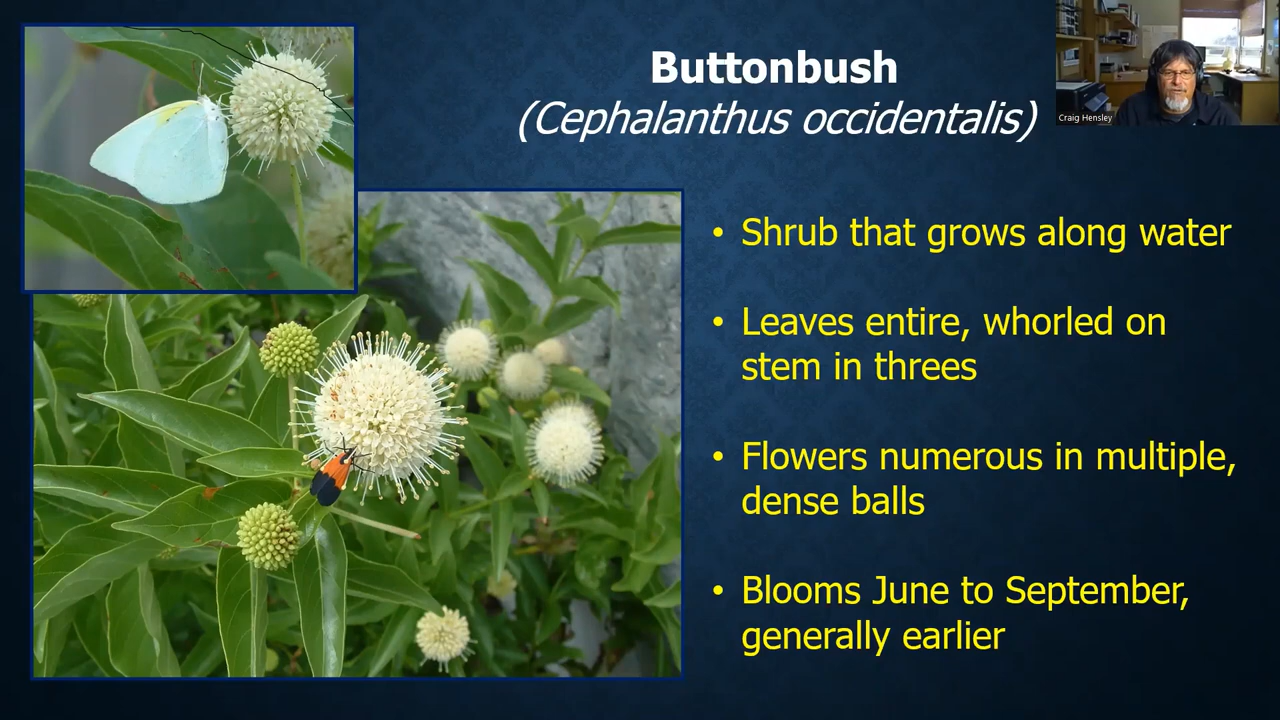 Buttonbush
(Cephalanthus occidentalis)
Craig Hensley
• Shrub that grows along water
• Leaves entire, whorled on
stem in threes
• Flowers numerous in multiple,
dense balls
• Blooms June to September,
generally earlier